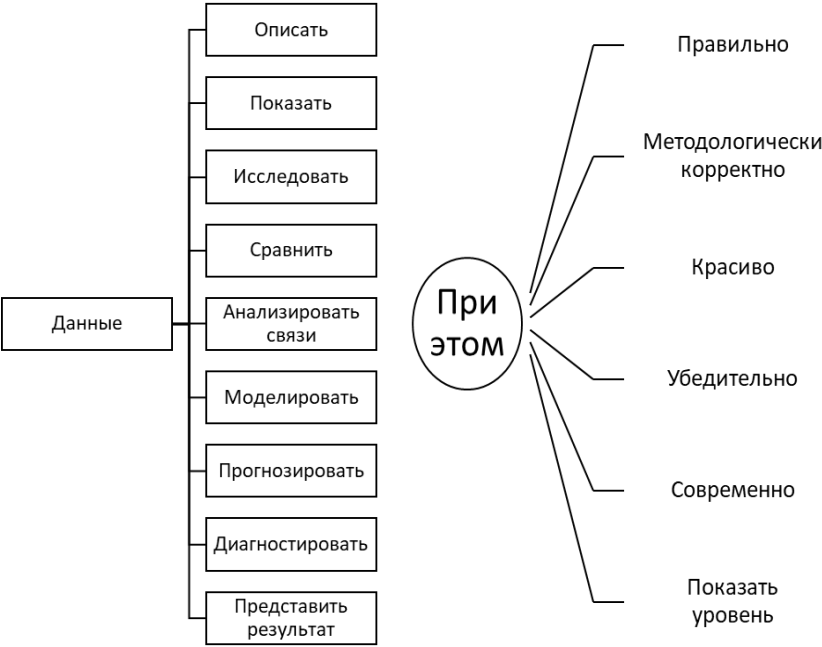 Данные
Описать
Показать
Исследовать
Сравнить
Анализировать
связи
Моделировать
Прогнозировать
Диагностировать
Представить
результат
При
этом
Правильно
Методологически
корректно
Красиво
Убедительно
Современно
Показать
уровень